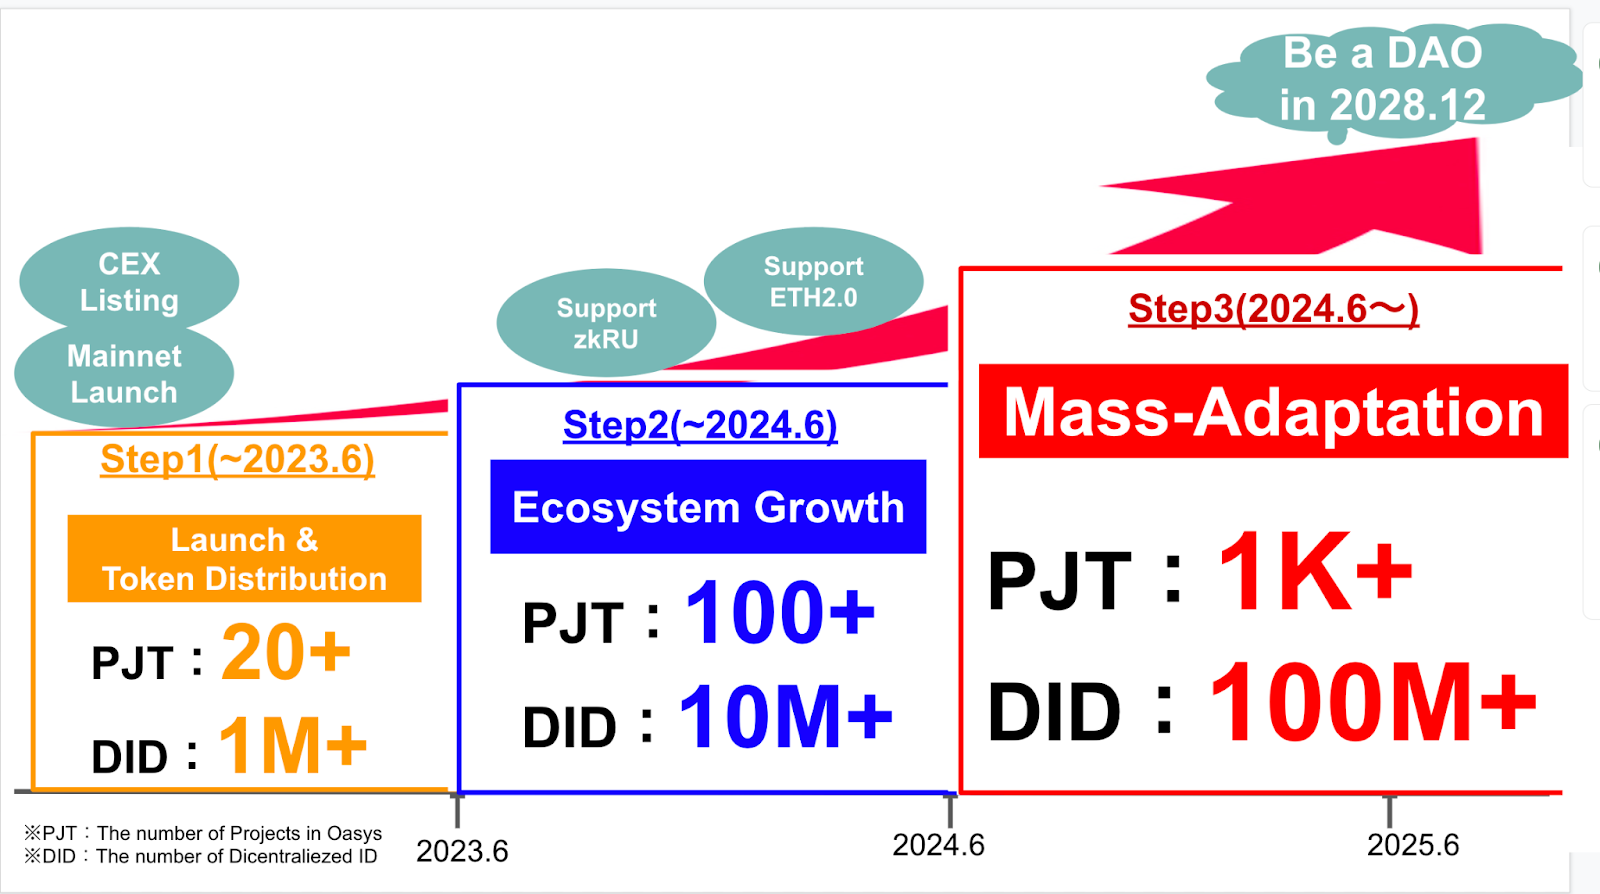 Be a DAO
in 2028.12
CEX
Listing
Mainnet
Launch
Support
zkRU
Support
ETH2.0
Step1(~2023.6)
Launch &
Token Distribution
PJT：20+
DID：1M+
Step2(~2024.6)
Ecosystem Growth
PJT：100+
DID：10M+
Step3(2024.6〜)
Mass-Adaptation
PJT：1K+
DID：100M+
2023.6
2024.6
2025.6
※PJT：The number of Projects in Oasys
※DID：The number of Dicentraliezed ID